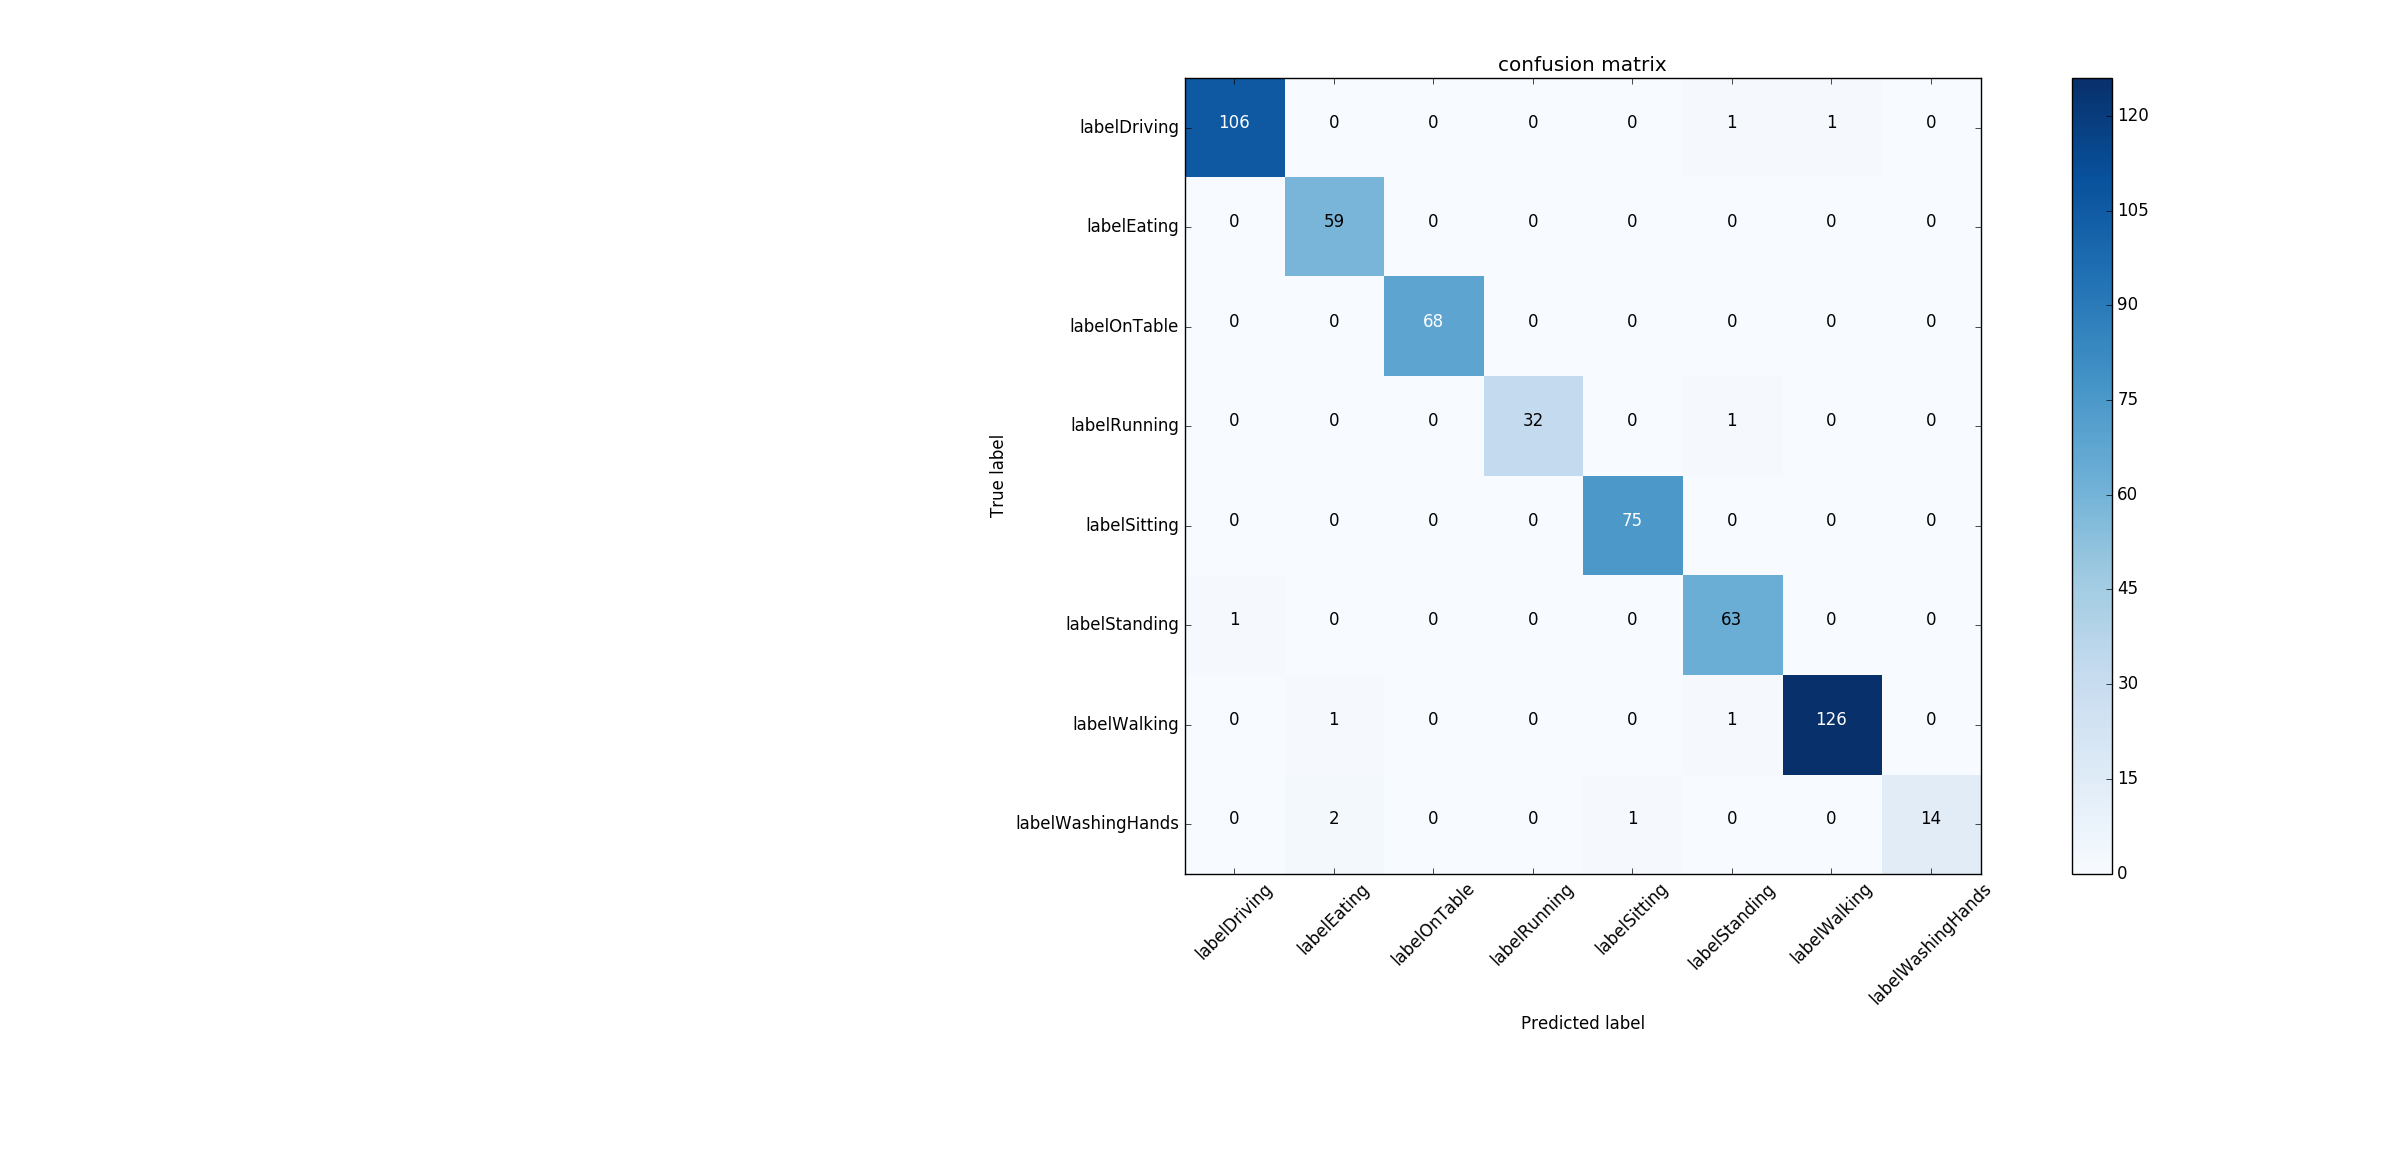 confusion matrix
labelDriving 106 0 0 0 0 1 1 0
labelEating 0 59 0 0 0 0 0 0
labelOnTable 0 0 68 0 0 0 0 0
labelRunning 0 0 0 32 0 1 0 0
labelSitting 0 0 0 0 75 0 0 0
labelStanding 1 0 0 0 0 63 0 0
labelWalking 0 1 0 0 0 1 126 0
labelWashingHands 0 2 0 0 1 0 0 14
True label
labelDriving labelEating labelOnTable labelRunning labelSitting labelStanding labelWalking labelWashingHands
Predicted label
120
105
90
75
60
45
30
15
0